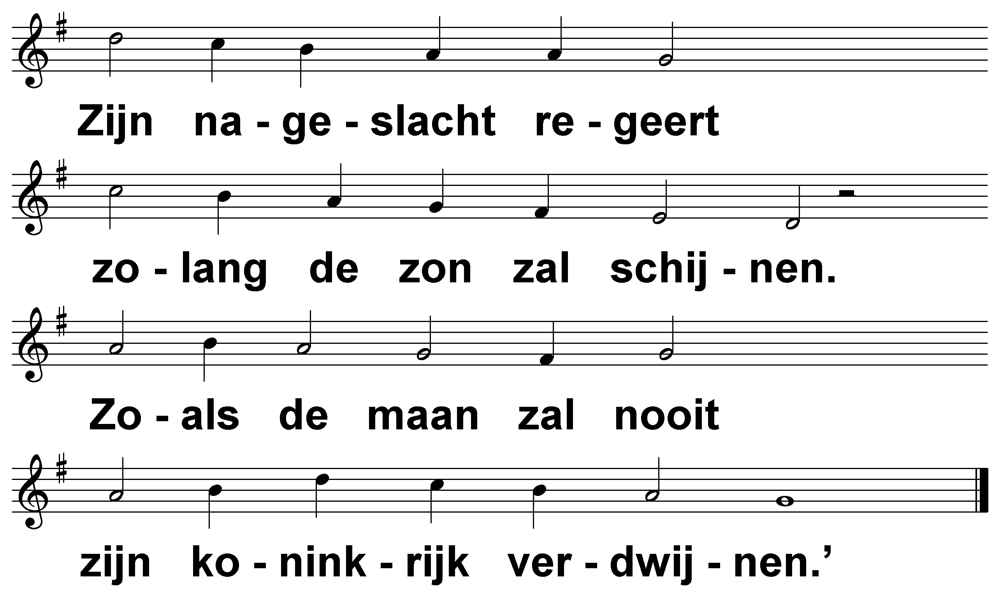 Zijn na - ge - slacht re - geert
zo - lang de zon zal schij - nen.
Zo - als de maan zal nooit
zijn ko - nink - rijk ver - dwij - nen.’